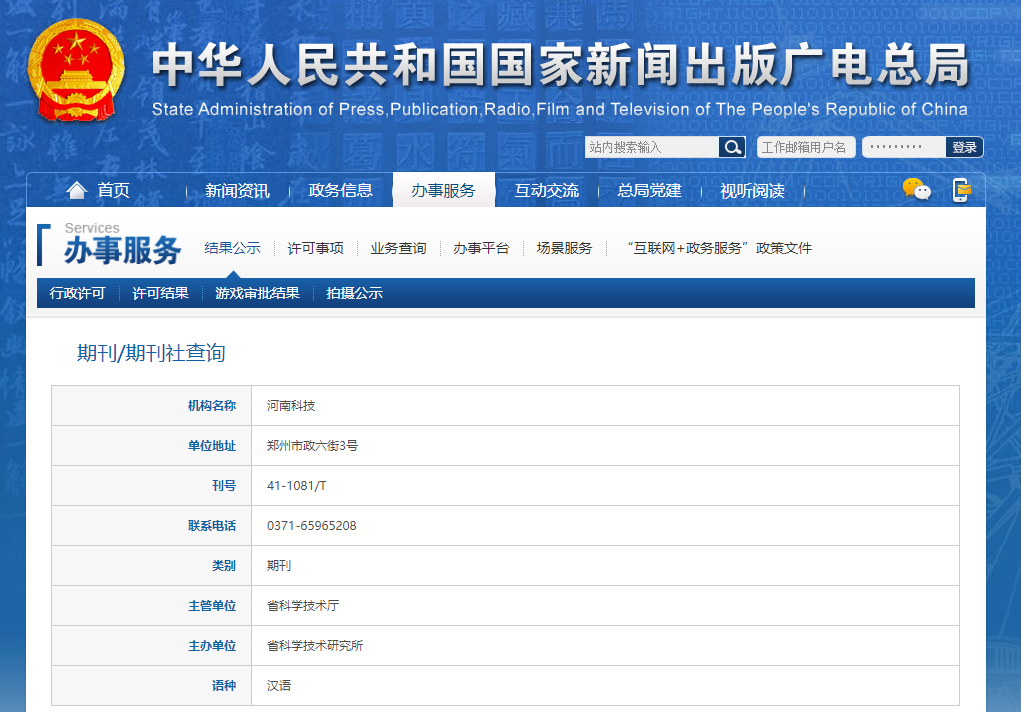 中华人民共和国国家新闻出版广电总局
State Administration of Press,Publication,Radio,Film and Television of The People's Republic of China
站内搜索输入 工作邮箱用户名 ········· 登录
首页 新闻资讯 政务信息 办事服务 互动交流 总局党建 视听阅读
Services
办事服务 结果公示 许可事项 业务查询 办事平台 场景服务 “互联网+政务服务”政策文件
行政许可 许可结果 游戏审批结果 拍摄公示
期刊/期刊社查询
机构名称 河南科技
单位地址 郑州市政六街3号
刊号 41-1081/T
联系电话 0371-65965208
类别 期刊
主管单位 省科学技术厅
主办单位 省科学技术研究所
语种 汉语